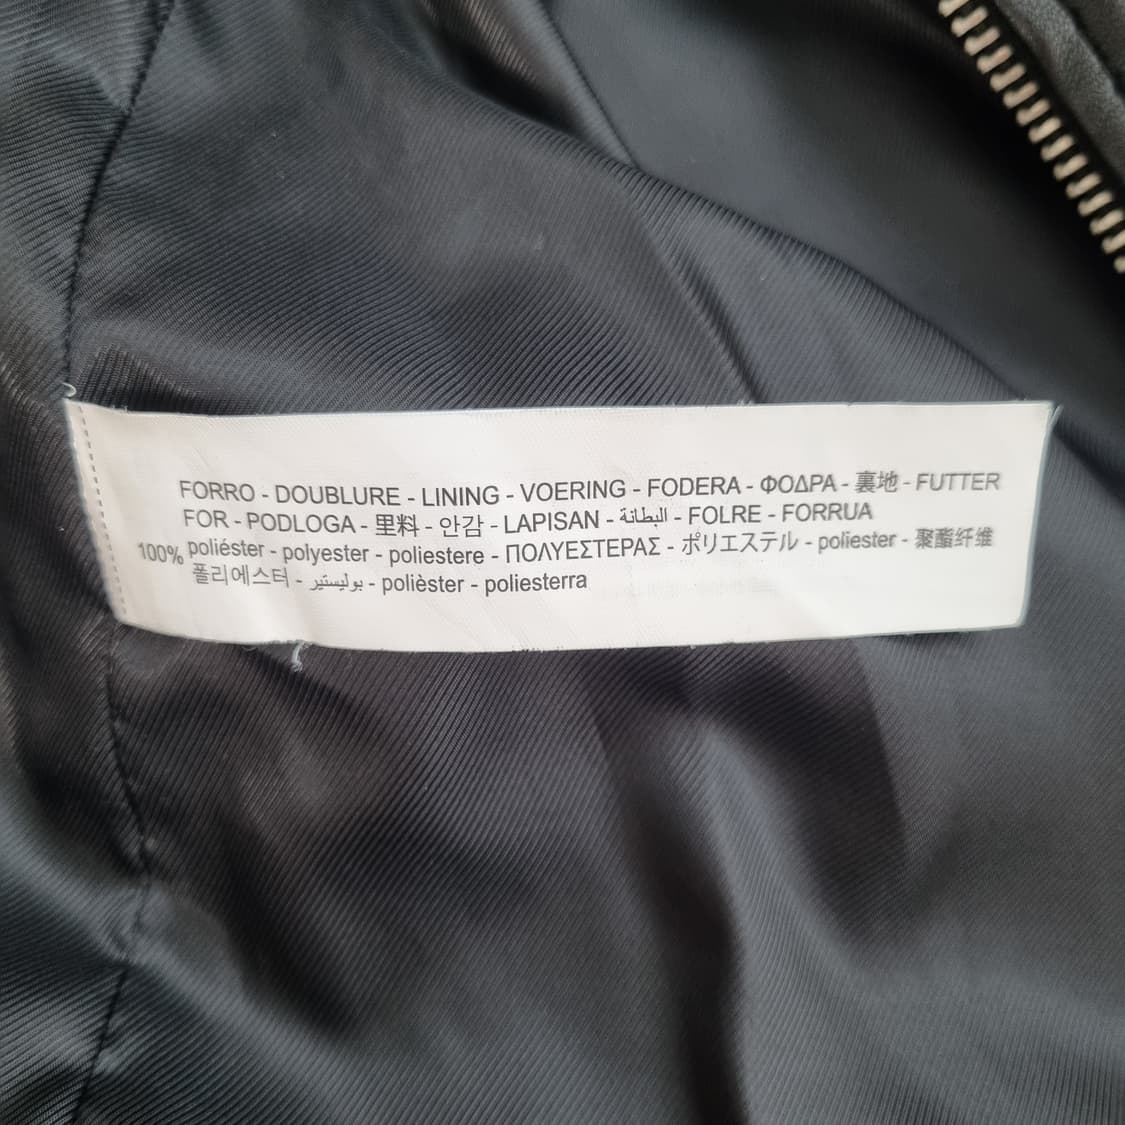 FORRO - DOUBLURE - LINING - VOERING - FODERA - ΦΟΔΡΑ - 裏地 - FUTTER
FOR - PODLOGA - 里料 - 안감 - LAPISAN - البطانة - FOLRE - FORRUA
100% poliéster - polyester - poliestere - ΠΟΛΥΕΣΤΕΡΑΣ - ポリエステル - poliester - 聚酯纤维
폴리에스터 - بوليستير - polièster - poliesterra